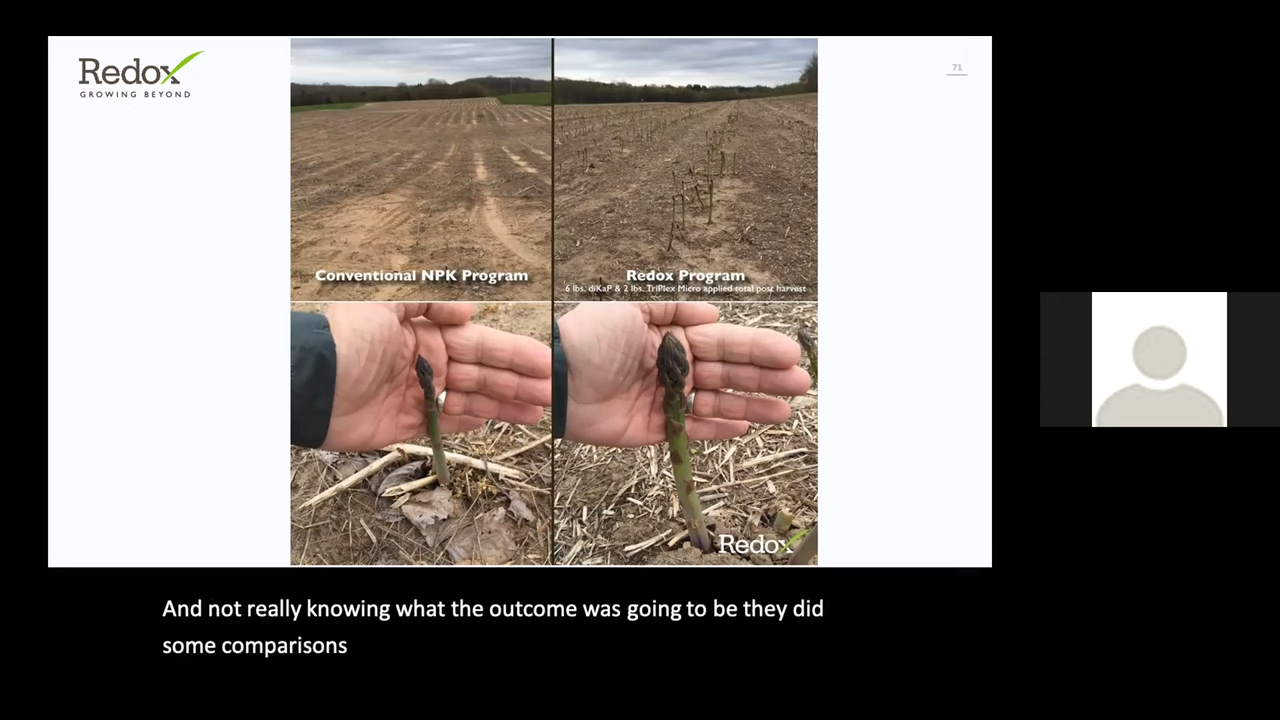 Redox
GROWING BEYOND
71
Conventional NPK Program
Redox Program
6 lbs. diKaP & 2 lbs. TriPlex Micro applied total post harvest
Redox
And not really knowing what the outcome was going to be they did
some comparisons